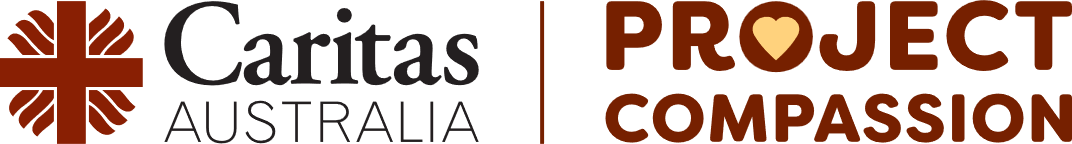 Caritas
AUSTRALIA
PROJECT
COMPASSION